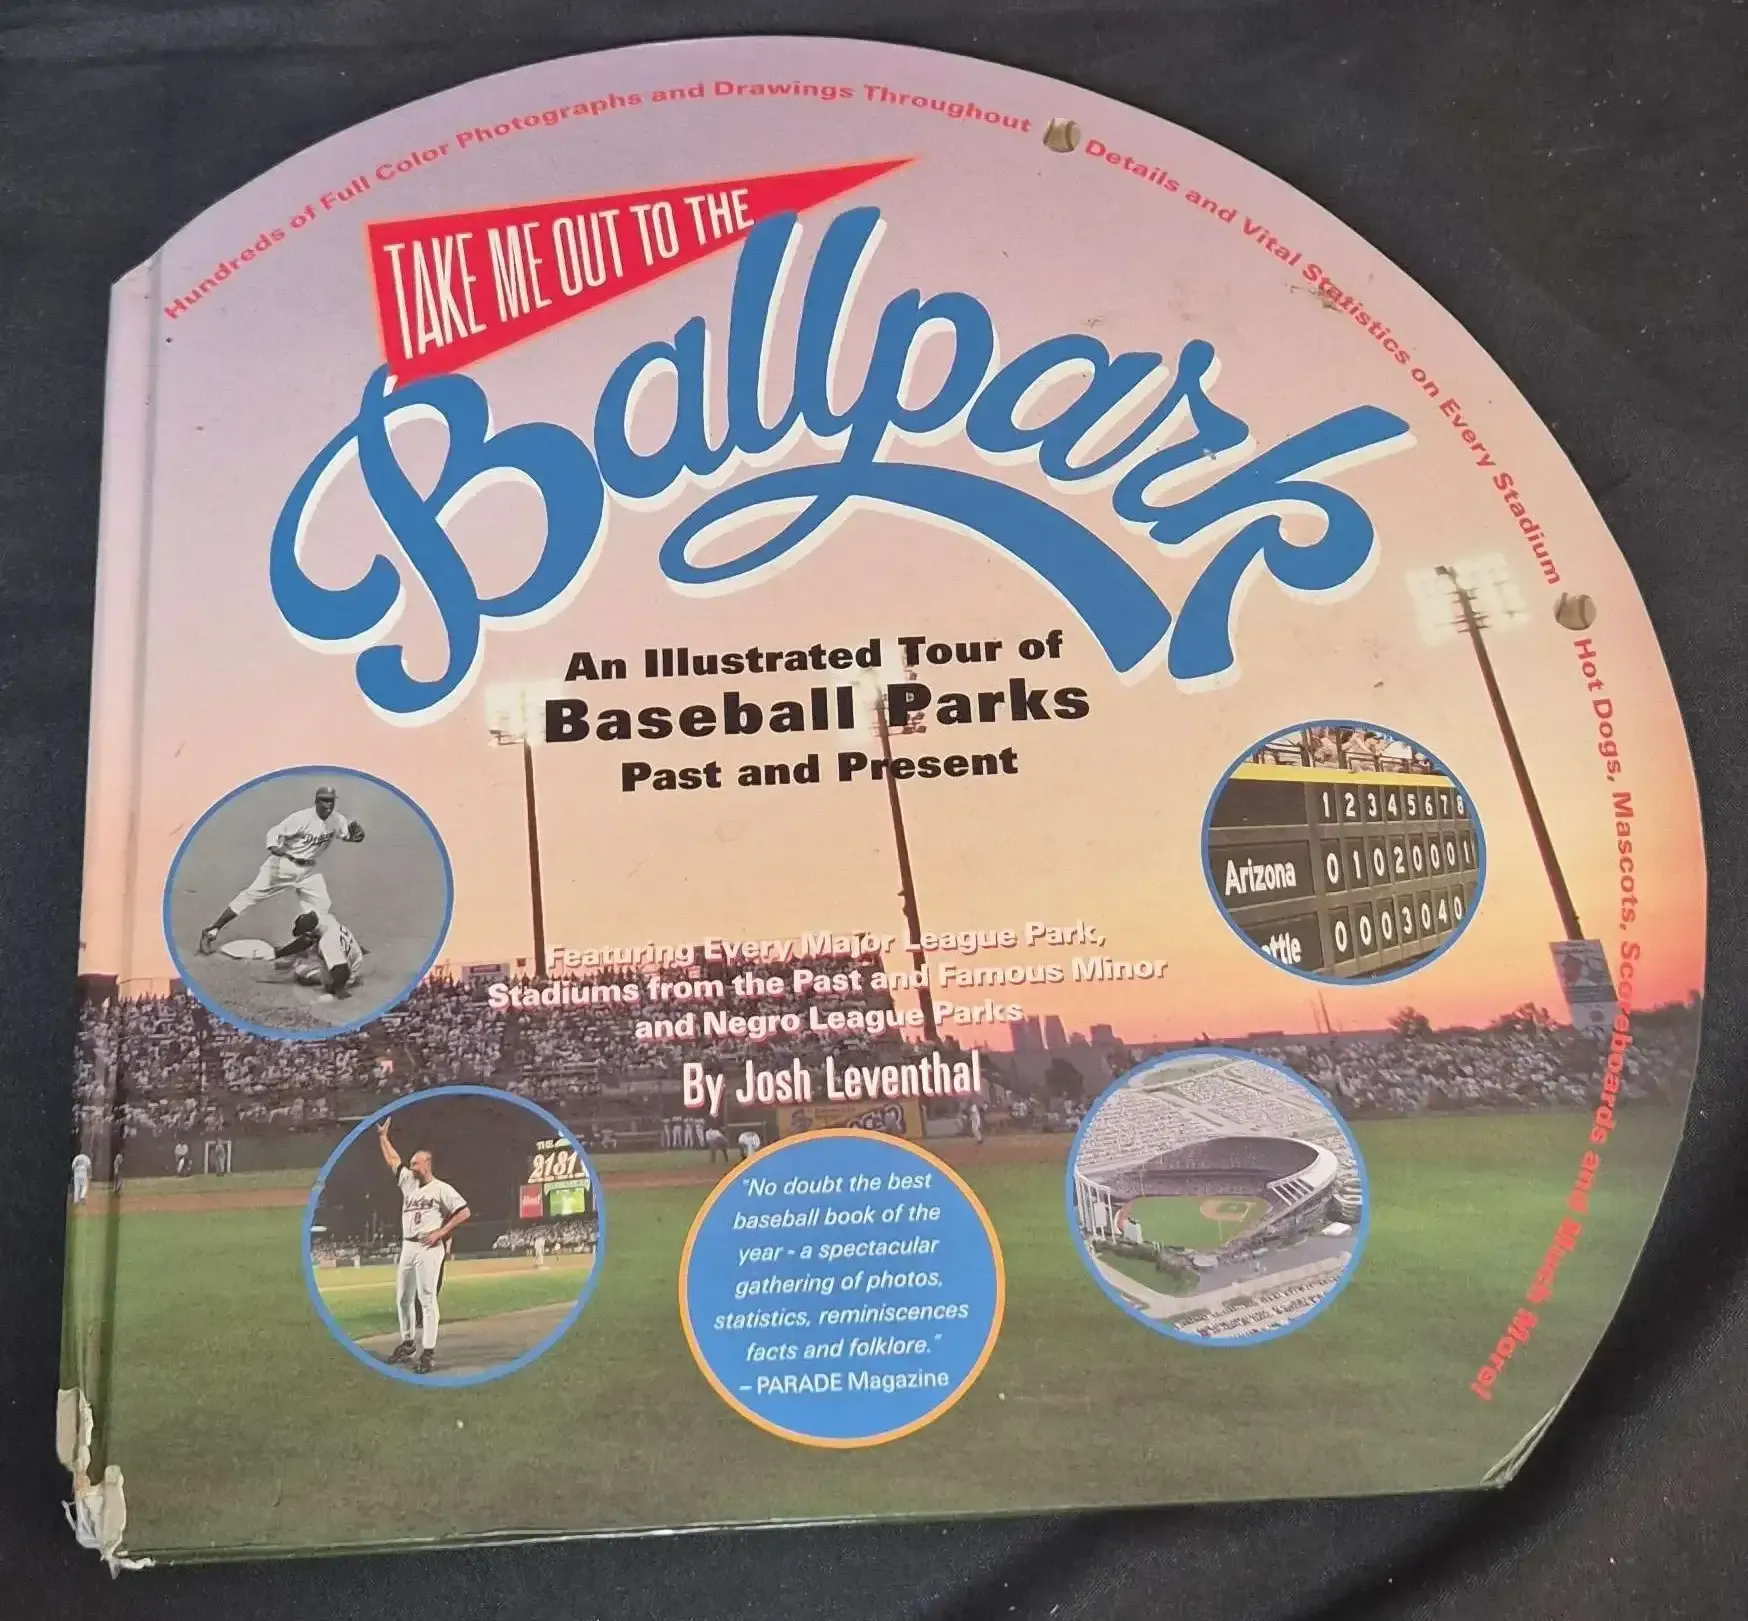 Hundreds of Full Color Photographs and Drawings Throughout
Details and Vital Statistics on Every Stadium
Hot Dogs, Mascots, Scoreboards and Much More!
TAKE ME OUT TO THE
Ballpark
An Illustrated Tour of
Baseball Parks
Past and Present
1 2 3 4 5 6 7 8
Arizona 0 1 0 2 0 0 0 1
ttle 0 0 0 3 0 4 0
Featuring Every Major League Park,
Stadiums from the Past and Famous Minor
and Negro League Parks
By Josh Leventhal
THE
2131
"No doubt the best
baseball book of the
year - a spectacular
gathering of photos,
statistics, reminiscences
facts and folklore."
– PARADE Magazine